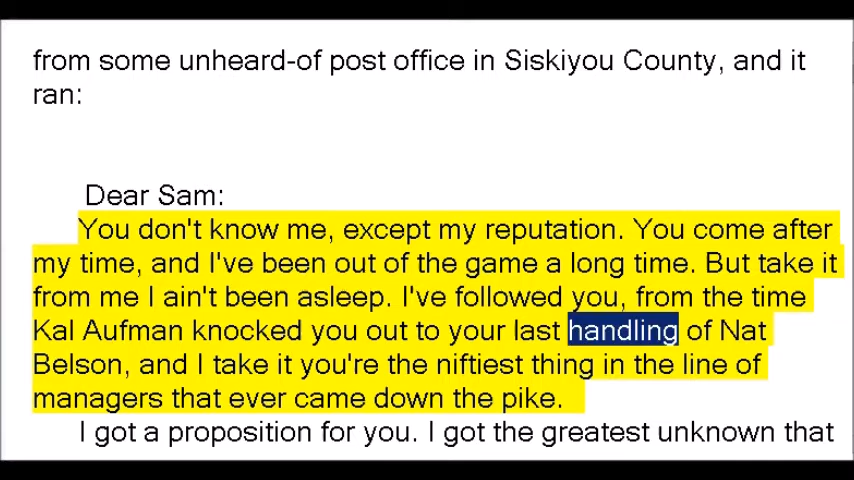 from some unheard-of post office in Siskiyou County, and it
ran:
Dear Sam:
You don't know me, except my reputation. You come after
my time, and I've been out of the game a long time. But take it
from me I ain't been asleep. I've followed you, from the time
Kal Aufman knocked you out to your last handling of Nat
Belson, and I take it you're the niftiest thing in the line of
managers that ever came down the pike.
I got a proposition for you. I got the greatest unknown that